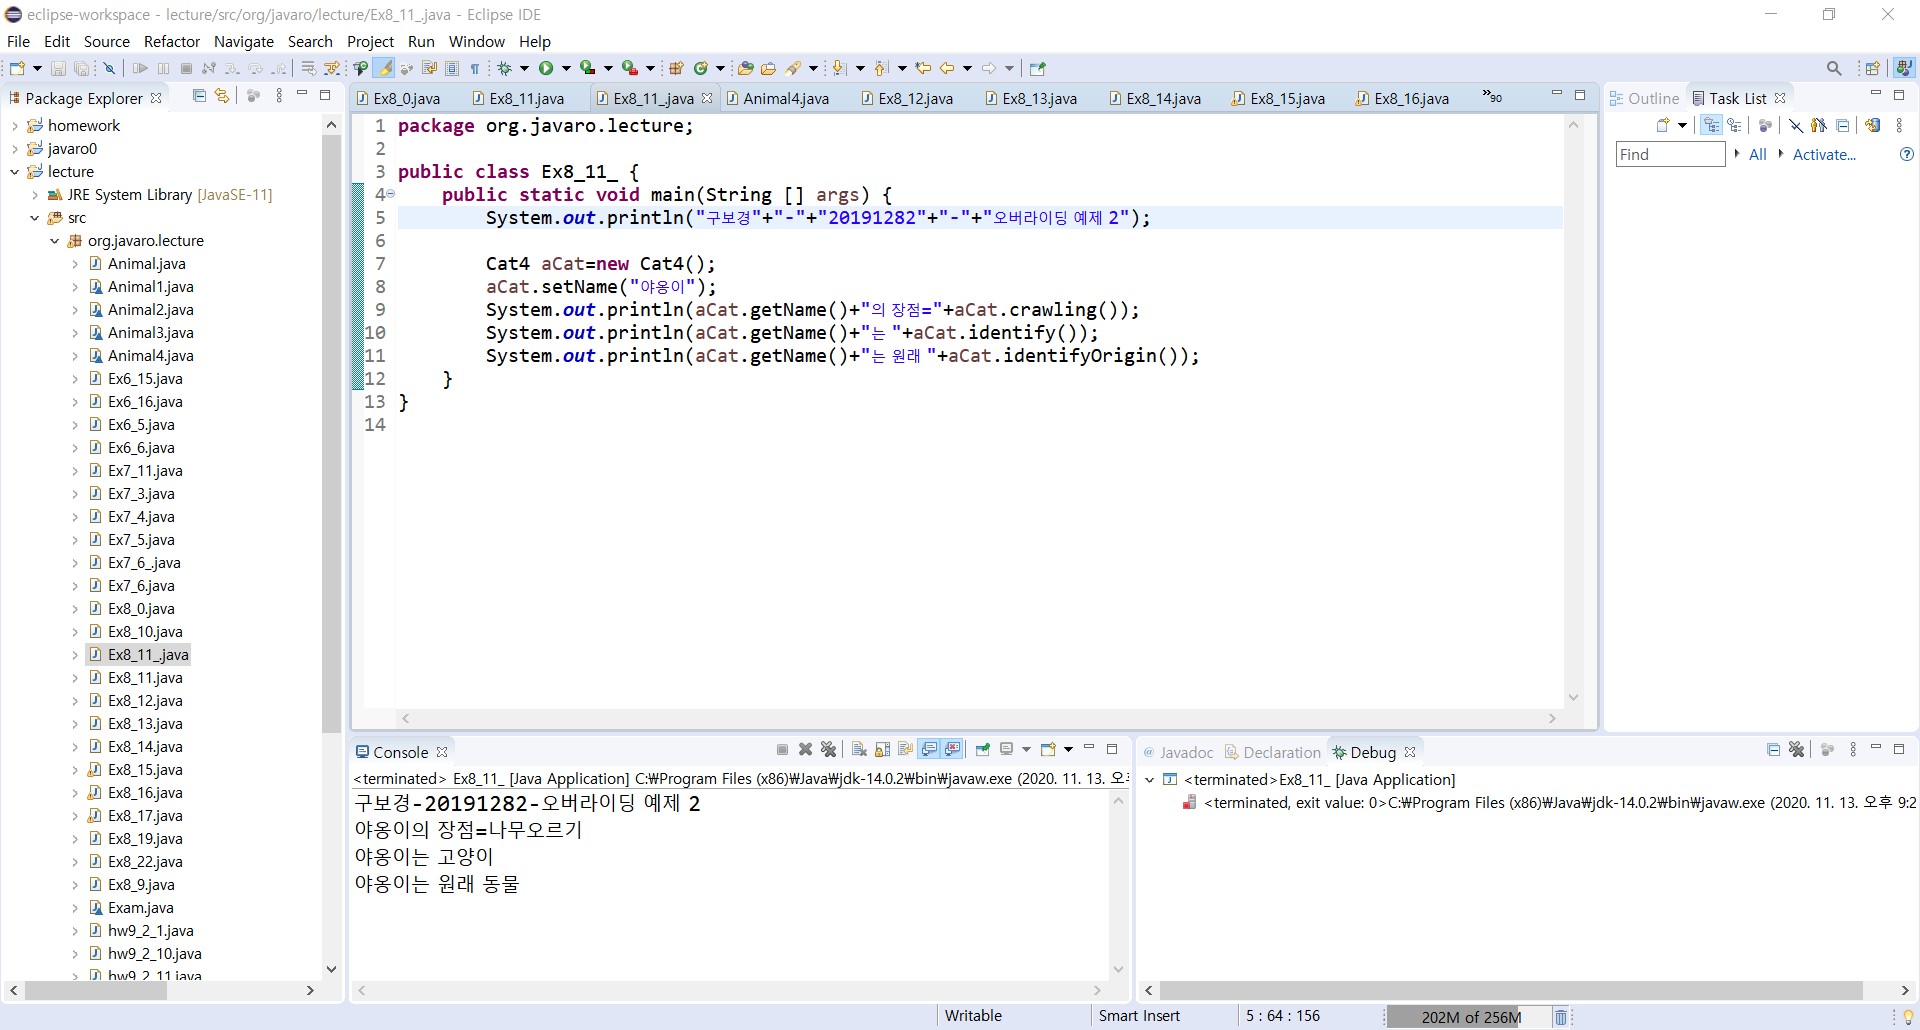 eclipse-workspace - lecture/src/org/javaro/lecture/Ex8_11_.java - Eclipse IDE
File Edit Source Refactor Navigate Search Project Run Window Help
Package Explorer
homework
javaro0
lecture
JRE System Library [JavaSE-11]
src
org.javaro.lecture
Animal.java
Animal1.java
Animal2.java
Animal3.java
Animal4.java
Ex6_15.java
Ex6_16.java
Ex6_5.java
Ex6_6.java
Ex7_11.java
Ex7_3.java
Ex7_4.java
Ex7_5.java
Ex7_6_.java
Ex7_6.java
Ex8_0.java
Ex8_10.java
Ex8_11_.java
Ex8_11.java
Ex8_12.java
Ex8_13.java
Ex8_14.java
Ex8_15.java
Ex8_16.java
Ex8_17.java
Ex8_19.java
Ex8_22.java
Ex8_9.java
Exam.java
hw9_2_1.java
hw9_2_10.java
hw9_2_11.java
Ex8_0.java Ex8_11.java Ex8_11_.java Animal4.java Ex8_12.java Ex8_13.java Ex8_14.java Ex8_15.java Ex8_16.java »90
1 package org.javaro.lecture;
2
3 public class Ex8_11_ {
4 public static void main(String [] args) {
5 System.out.println("구보경"+"-"+"20191282"+"-"+"오버라이딩 예제 2");
6
7 Cat4 aCat=new Cat4();
8 aCat.setName("야옹이");
9 System.out.println(aCat.getName()+"의 장점="+aCat.crawling());
10 System.out.println(aCat.getName()+"는 "+aCat.identify());
11 System.out.println(aCat.getName()+"는 원래 "+aCat.identifyOrigin());
12 }
13 }
14
Outline Task List
Find All Activate...
Console
<terminated> Ex8_11_ [Java Application] C:₩Program Files (x86)₩Java₩jdk-14.0.2₩bin₩javaw.exe (2020. 11. 13. 오후
구보경-20191282-오버라이딩 예제 2
야옹이의 장점=나무오르기
야옹이는 고양이
야옹이는 원래 동물
Javadoc Declaration Debug
<terminated>Ex8_11_ [Java Application]
<terminated, exit value: 0>C:₩Program Files (x86)₩Java₩jdk-14.0.2₩bin₩javaw.exe (2020. 11. 13. 오후 9:2
Writable Smart Insert 5 : 64 : 156 202M of 256M